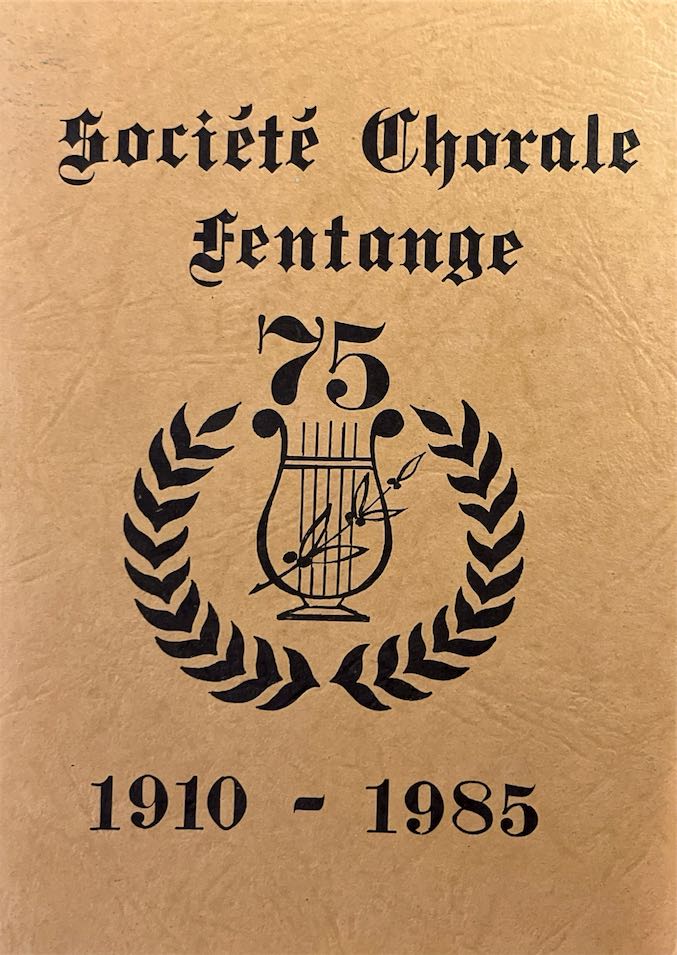 Société Chorale
Fentange
75
1910 - 1985